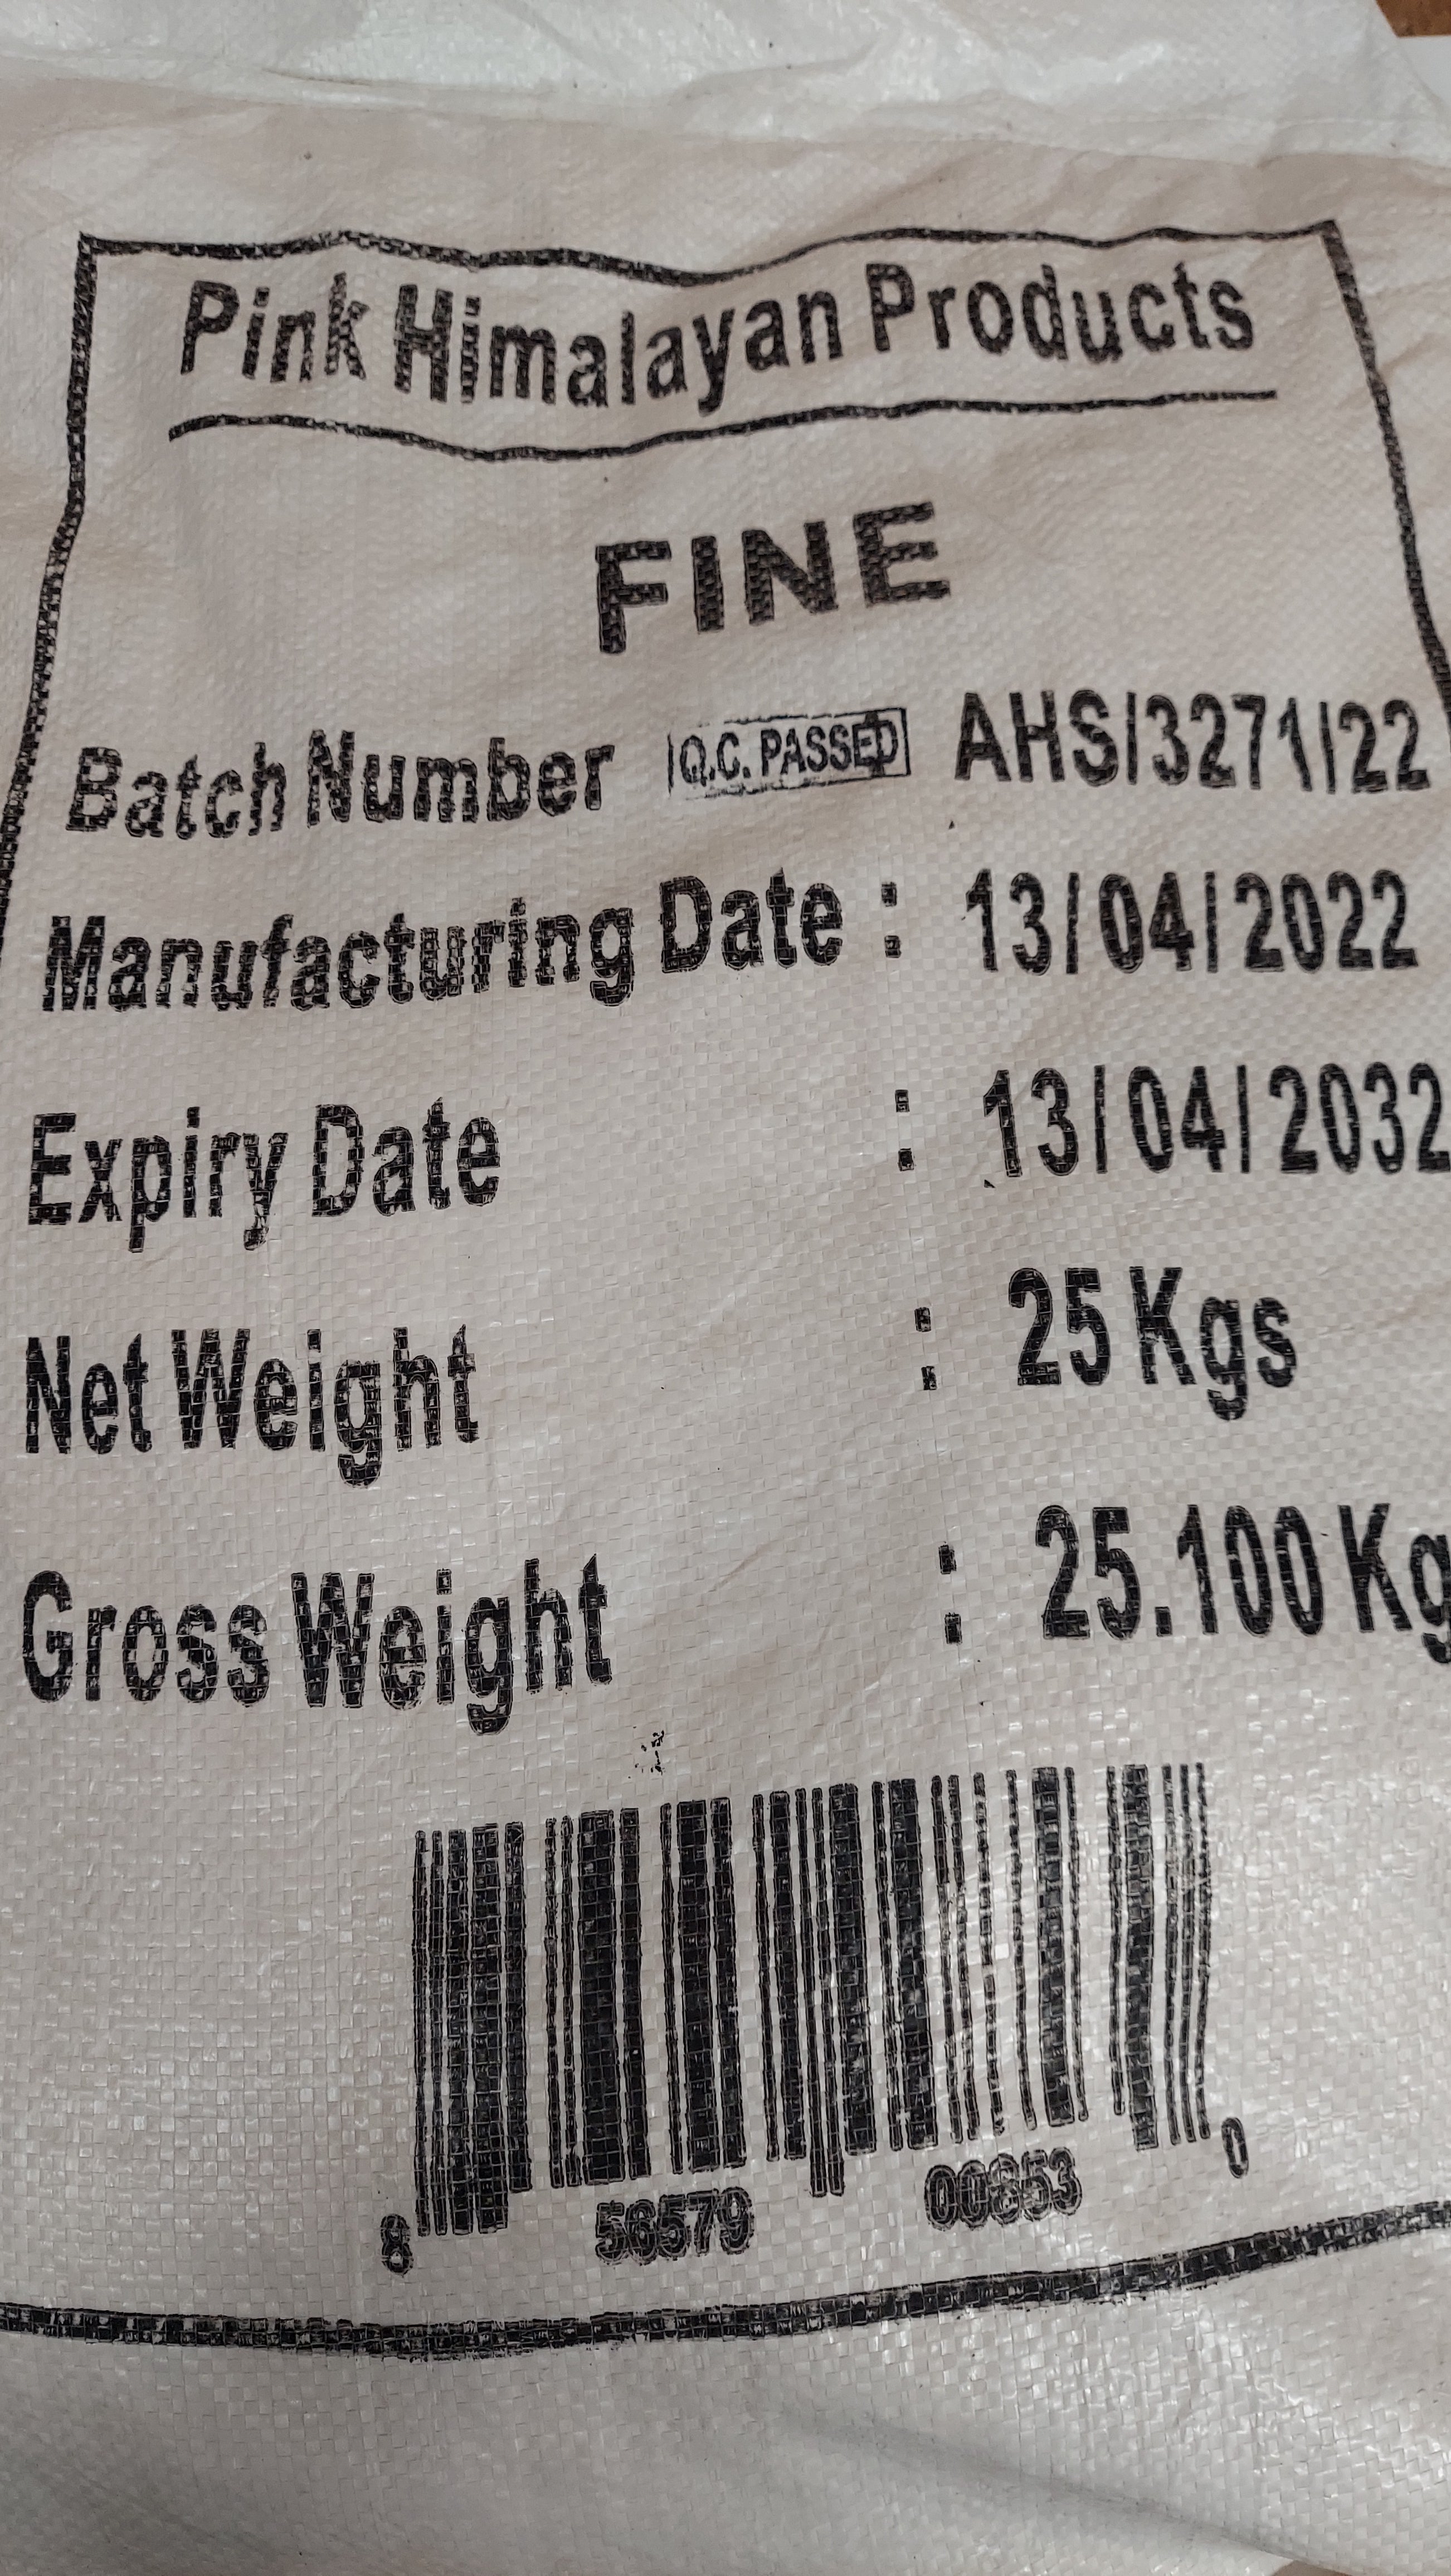 Pink Himalayan Products
FINE
Batch Number Q.C. PASSED AHS/3271/22
Manufacturing Date : 13/04/2022
Expiry Date : 13/04/2032
Net Weight : 25 Kgs
Gross Weight : 25.100 Kg
8 56579 00853 0